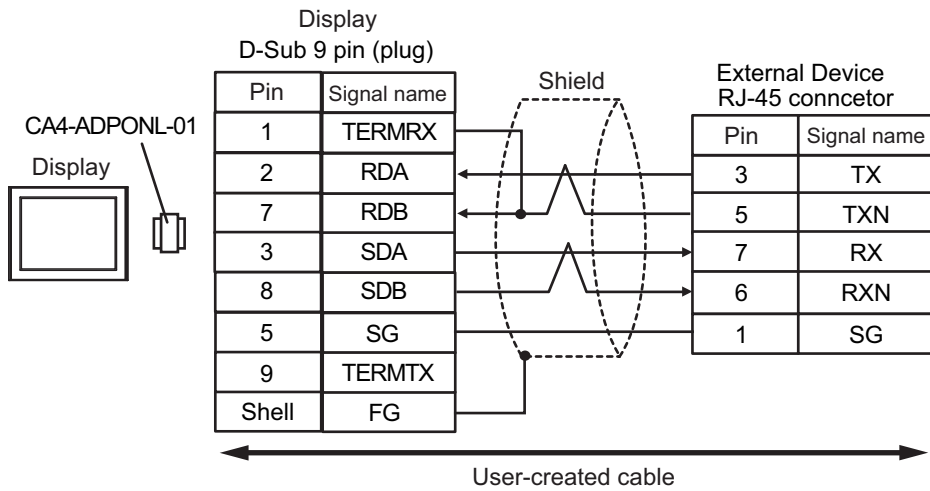 Display
D-Sub 9 pin (plug)
CA4-ADPONL-01
Display
Pin Signal name
1 TERMRX
2 RDA
7 RDB
3 SDA
8 SDB
5 SG
9 TERMTX
Shell FG
Shield
External Device
RJ-45 conncetor
Pin Signal name
3 TX
5 TXN
7 RX
6 RXN
1 SG
User-created cable